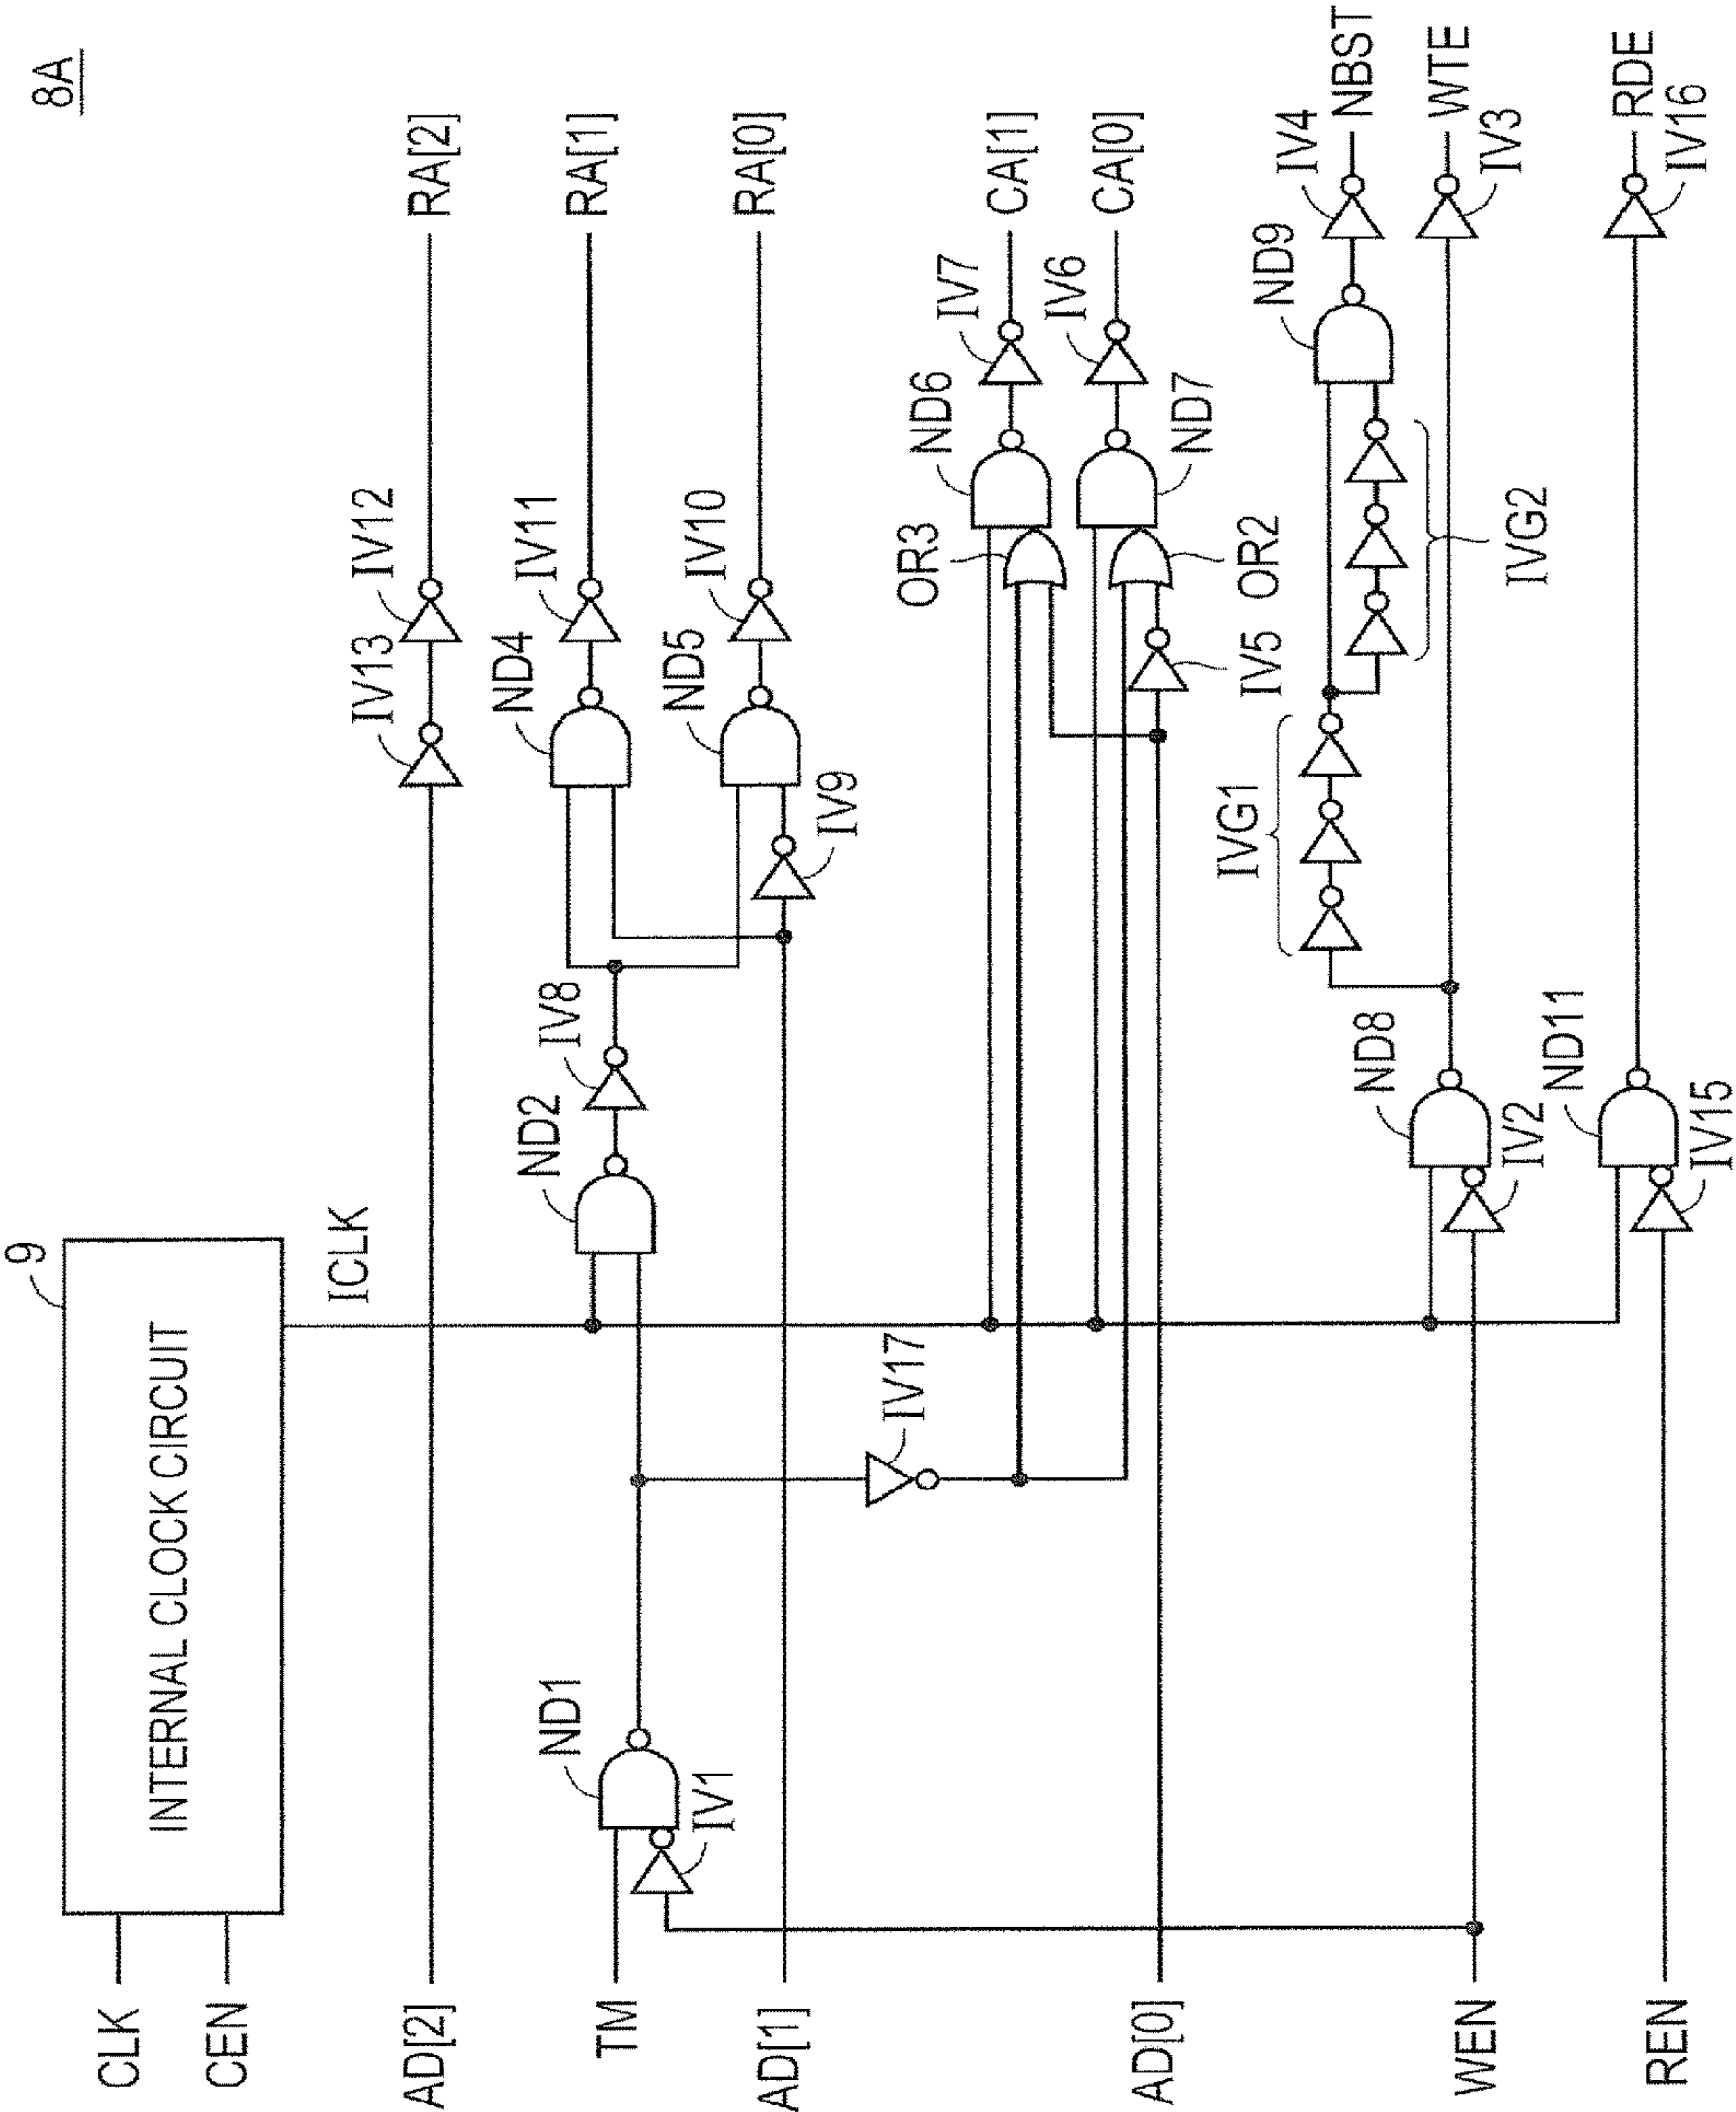 8A
9
INTERNAL CLOCK CIRCUIT
CLK
CEN
ICLK
AD[2]
IV13
IV12
RA[2]
TM
ND1
IV1
ND2
IV8
ND4
IV11
RA[1]
AD[1]
IV9
ND5
IV10
RA[0]
IV17
OR3
ND6
IV7
CA[1]
AD[0]
IV5
OR2
ND7
IV6
CA[0]
IVG1
IVG2
ND9
IV4
NBST
WEN
IV2
ND8
IV3
WTE
REN
IV15
ND11
IV16
RDE